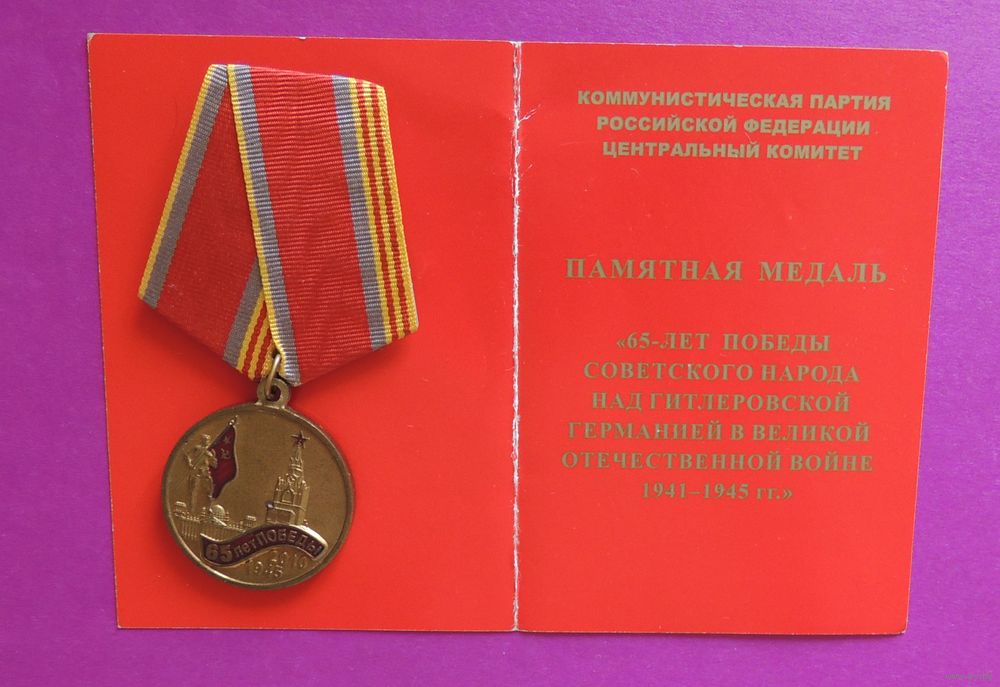 КОММУНИСТИЧЕСКАЯ ПАРТИЯ
РОССИЙСКОЙ ФЕДЕРАЦИИ
ЦЕНТРАЛЬНЫЙ КОМИТЕТ
ПАМЯТНАЯ МЕДАЛЬ
«65-ЛЕТ ПОБЕДЫ
СОВЕТСКОГО НАРОДА
НАД ГИТЛЕРОВСКОЙ
ГЕРМАНИЕЙ В ВЕЛИКОЙ
ОТЕЧЕСТВЕННОЙ ВОЙНЕ
1941–1945 гг.»
65 лет ПОБЕДЫ
1945 2010